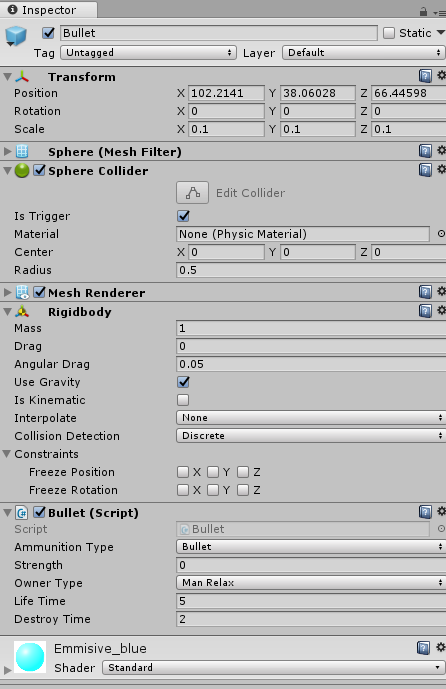 Inspector
Bullet Static
Tag Untagged Layer Default
Transform
Position X 102.2141 Y 38.06028 Z 66.44598
Rotation X 0 Y 0 Z 0
Scale X 0.1 Y 0.1 Z 0.1
Sphere (Mesh Filter)
Sphere Collider
Edit Collider
Is Trigger
Material None (Physic Material)
Center X 0 Y 0 Z 0
Radius 0.5
Mesh Renderer
Rigidbody
Mass 1
Drag 0
Angular Drag 0.05
Use Gravity
Is Kinematic
Interpolate None
Collision Detection Discrete
Constraints
Freeze Position X Y Z
Freeze Rotation X Y Z
Bullet (Script)
Script Bullet
Ammunition Type Bullet
Strength 0
Owner Type Man Relax
Life Time 5
Destroy Time 2
Emmisive_blue
Shader Standard